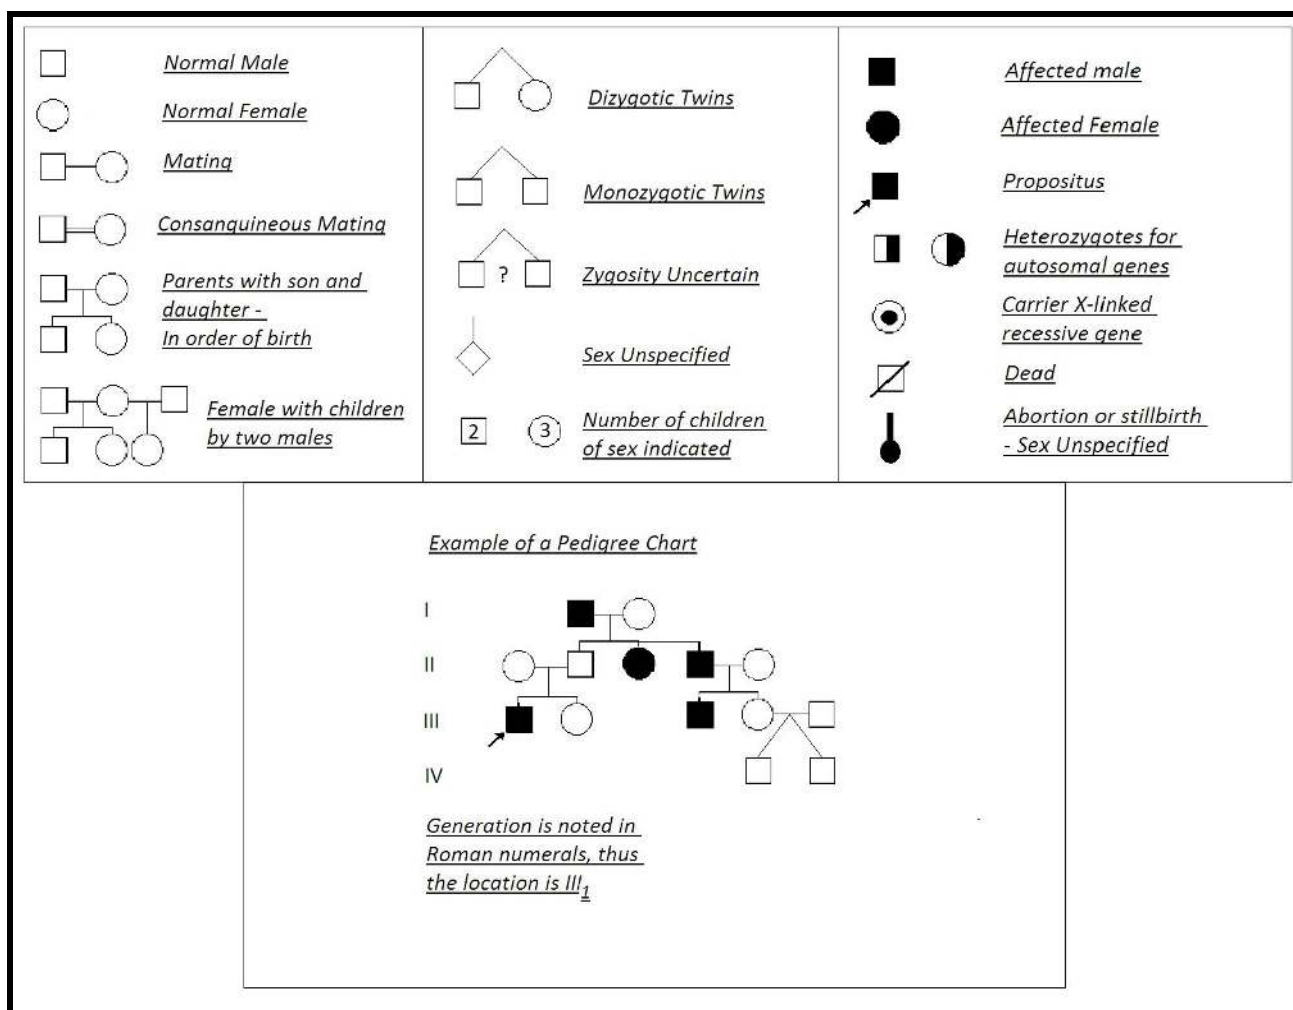 Normal Male
Normal Female
Mating
Consanguineous Mating
Parents with son and
daughter -
In order of birth
Female with children
by two males
Dizygotic Twins
Monozygotic Twins
?
Zygosity Uncertain
Sex Unspecified
2
3
Number of children
of sex indicated
Affected male
Affected Female
Propositus
Heterozygotes for
autosomal genes
Carrier X-linked
recessive gene
Dead
Abortion or stillbirth
- Sex Unspecified
Example of a Pedigree Chart
I
II
III
IV
Generation is noted in
Roman numerals, thus
the location is III1